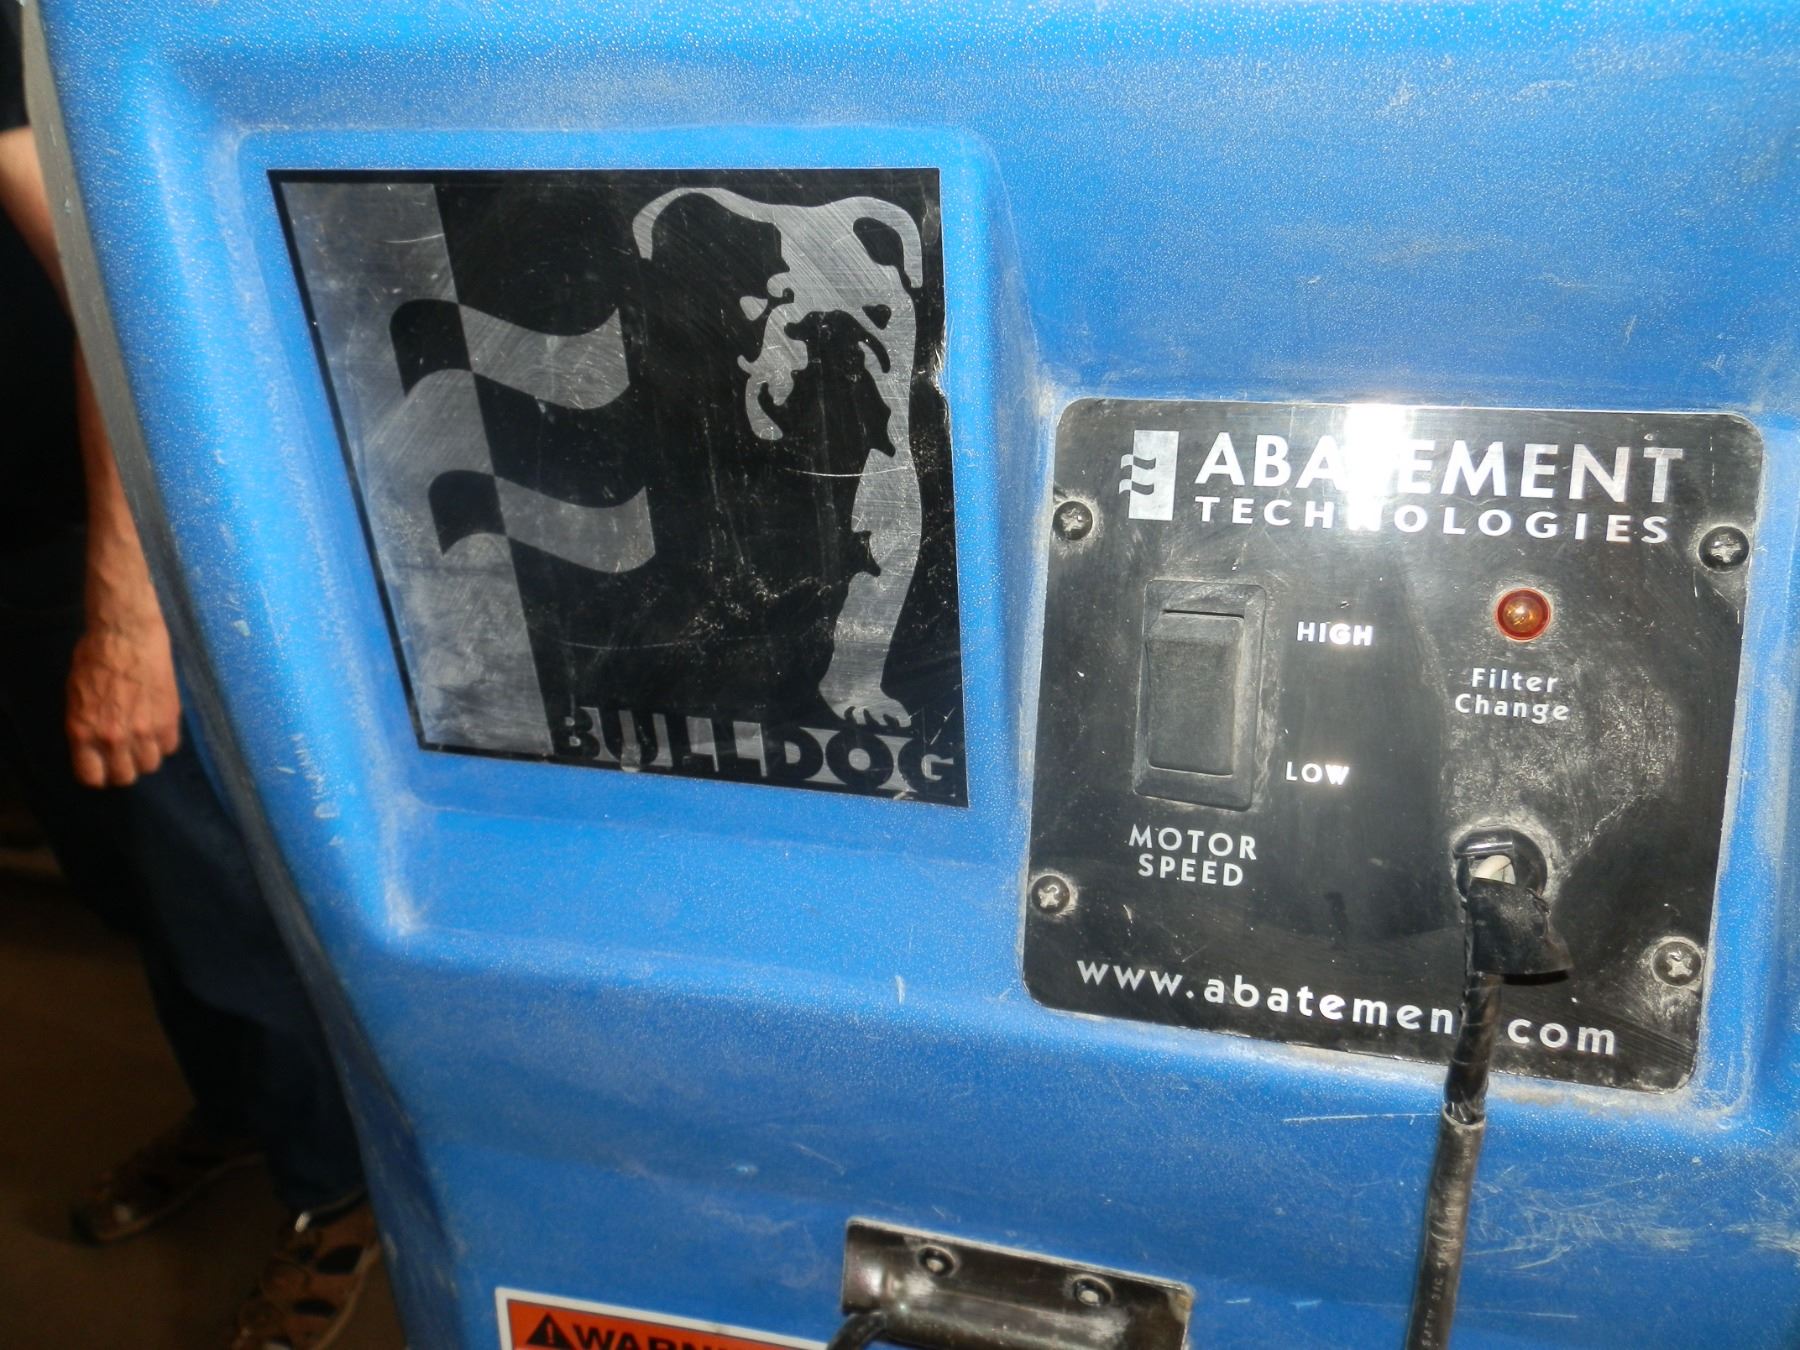 BULLDOG
ABATEMENT
TECHNOLOGIES
HIGH
LOW
MOTOR
SPEED
Filter
Change
www.abatement.com